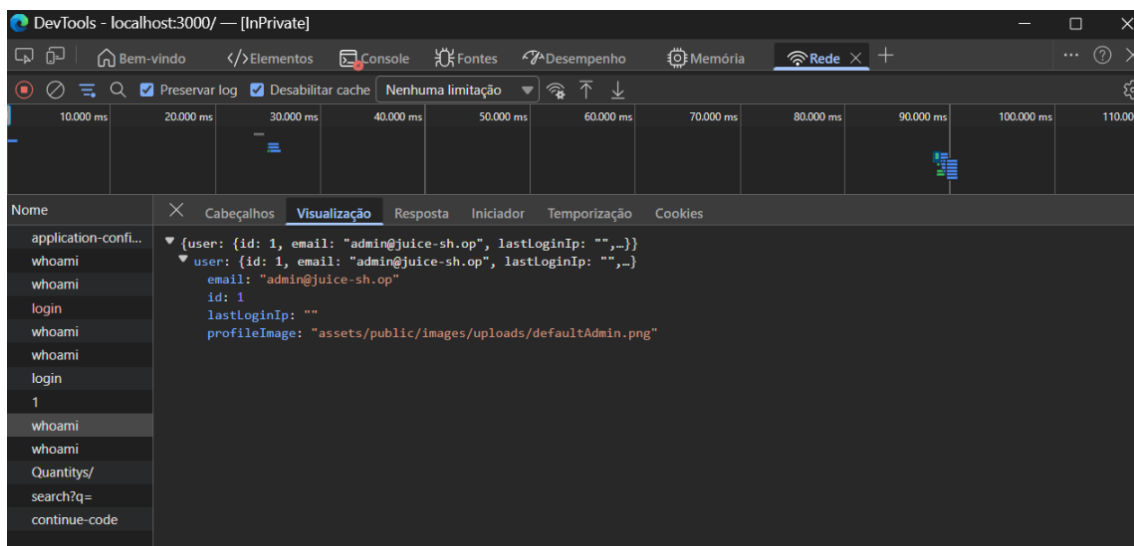 DevTools - localhost:3000/ — [InPrivate]
Bem-vindo </>Elementos Console Fontes Desempenho Memória Rede
Preservar log Desabilitar cache Nenhuma limitação
10.000 ms 20.000 ms 30.000 ms 40.000 ms 50.000 ms 60.000 ms 70.000 ms 80.000 ms 90.000 ms 100.000 ms 110.00
Nome
Cabeçalhos Visualização Resposta Iniciador Temporização Cookies
application-confi...
whoami
whoami
login
whoami
whoami
login
1
whoami
whoami
Quantitys/
search?q=
continue-code
{user: {id: 1, email: "admin@juice-sh.op", lastLoginIp: "",…}}
user: {id: 1, email: "admin@juice-sh.op", lastLoginIp: "",…}
email: "admin@juice-sh.op"
id: 1
lastLoginIp: ""
profileImage: "assets/public/images/uploads/defaultAdmin.png"